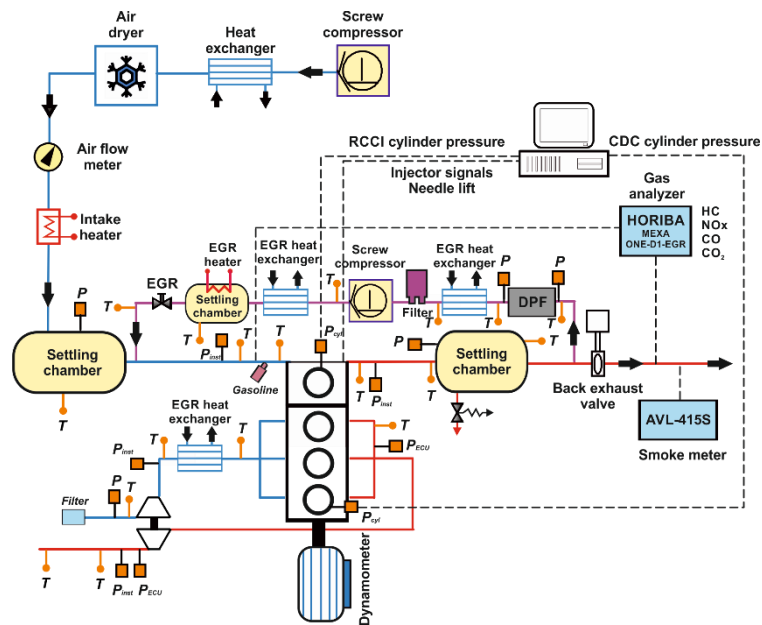 Air
dryer
Heat
exchanger
Screw
compressor
Air flow
meter
Intake
heater
RCCI cylinder pressure
CDC cylinder pressure
Injector signals
Needle lift
Gas
analyzer
HORIBA
MEXA
ONE-D1-EGR
HC
NOx
CO
CO2
EGR
EGR
heater
EGR heat
exchanger
Screw
compressor
EGR heat
exchanger
P
P
P
T
T
Settling
chamber
Filter
DPF
T
T
T
T
Settling
chamber
T
Pinst
T
T
Gasoline
Pcyl
T
Pinst
P
Settling
chamber
T
Back exhaust
valve
AVL-415S
Smoke meter
EGR heat
exchanger
T
T
Pinst
T
PECU
Filter
P
T
Pcyl
T
T
Pinst
PECU
Dynamometer